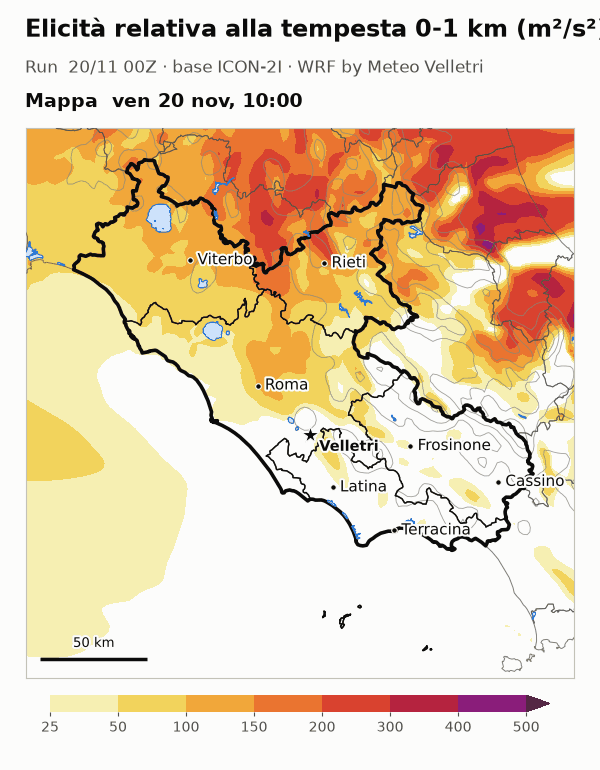 Elicità relativa alla tempesta 0-1 km (m²/s²)
Run 20/11 00Z · base ICON-2I · WRF by Meteo Velletri
Mappa ven 20 nov, 10:00
Viterbo
Rieti
Roma
Velletri
Frosinone
Cassino
Latina
Terracina
50 km
25 50 100 150 200 300 400 500